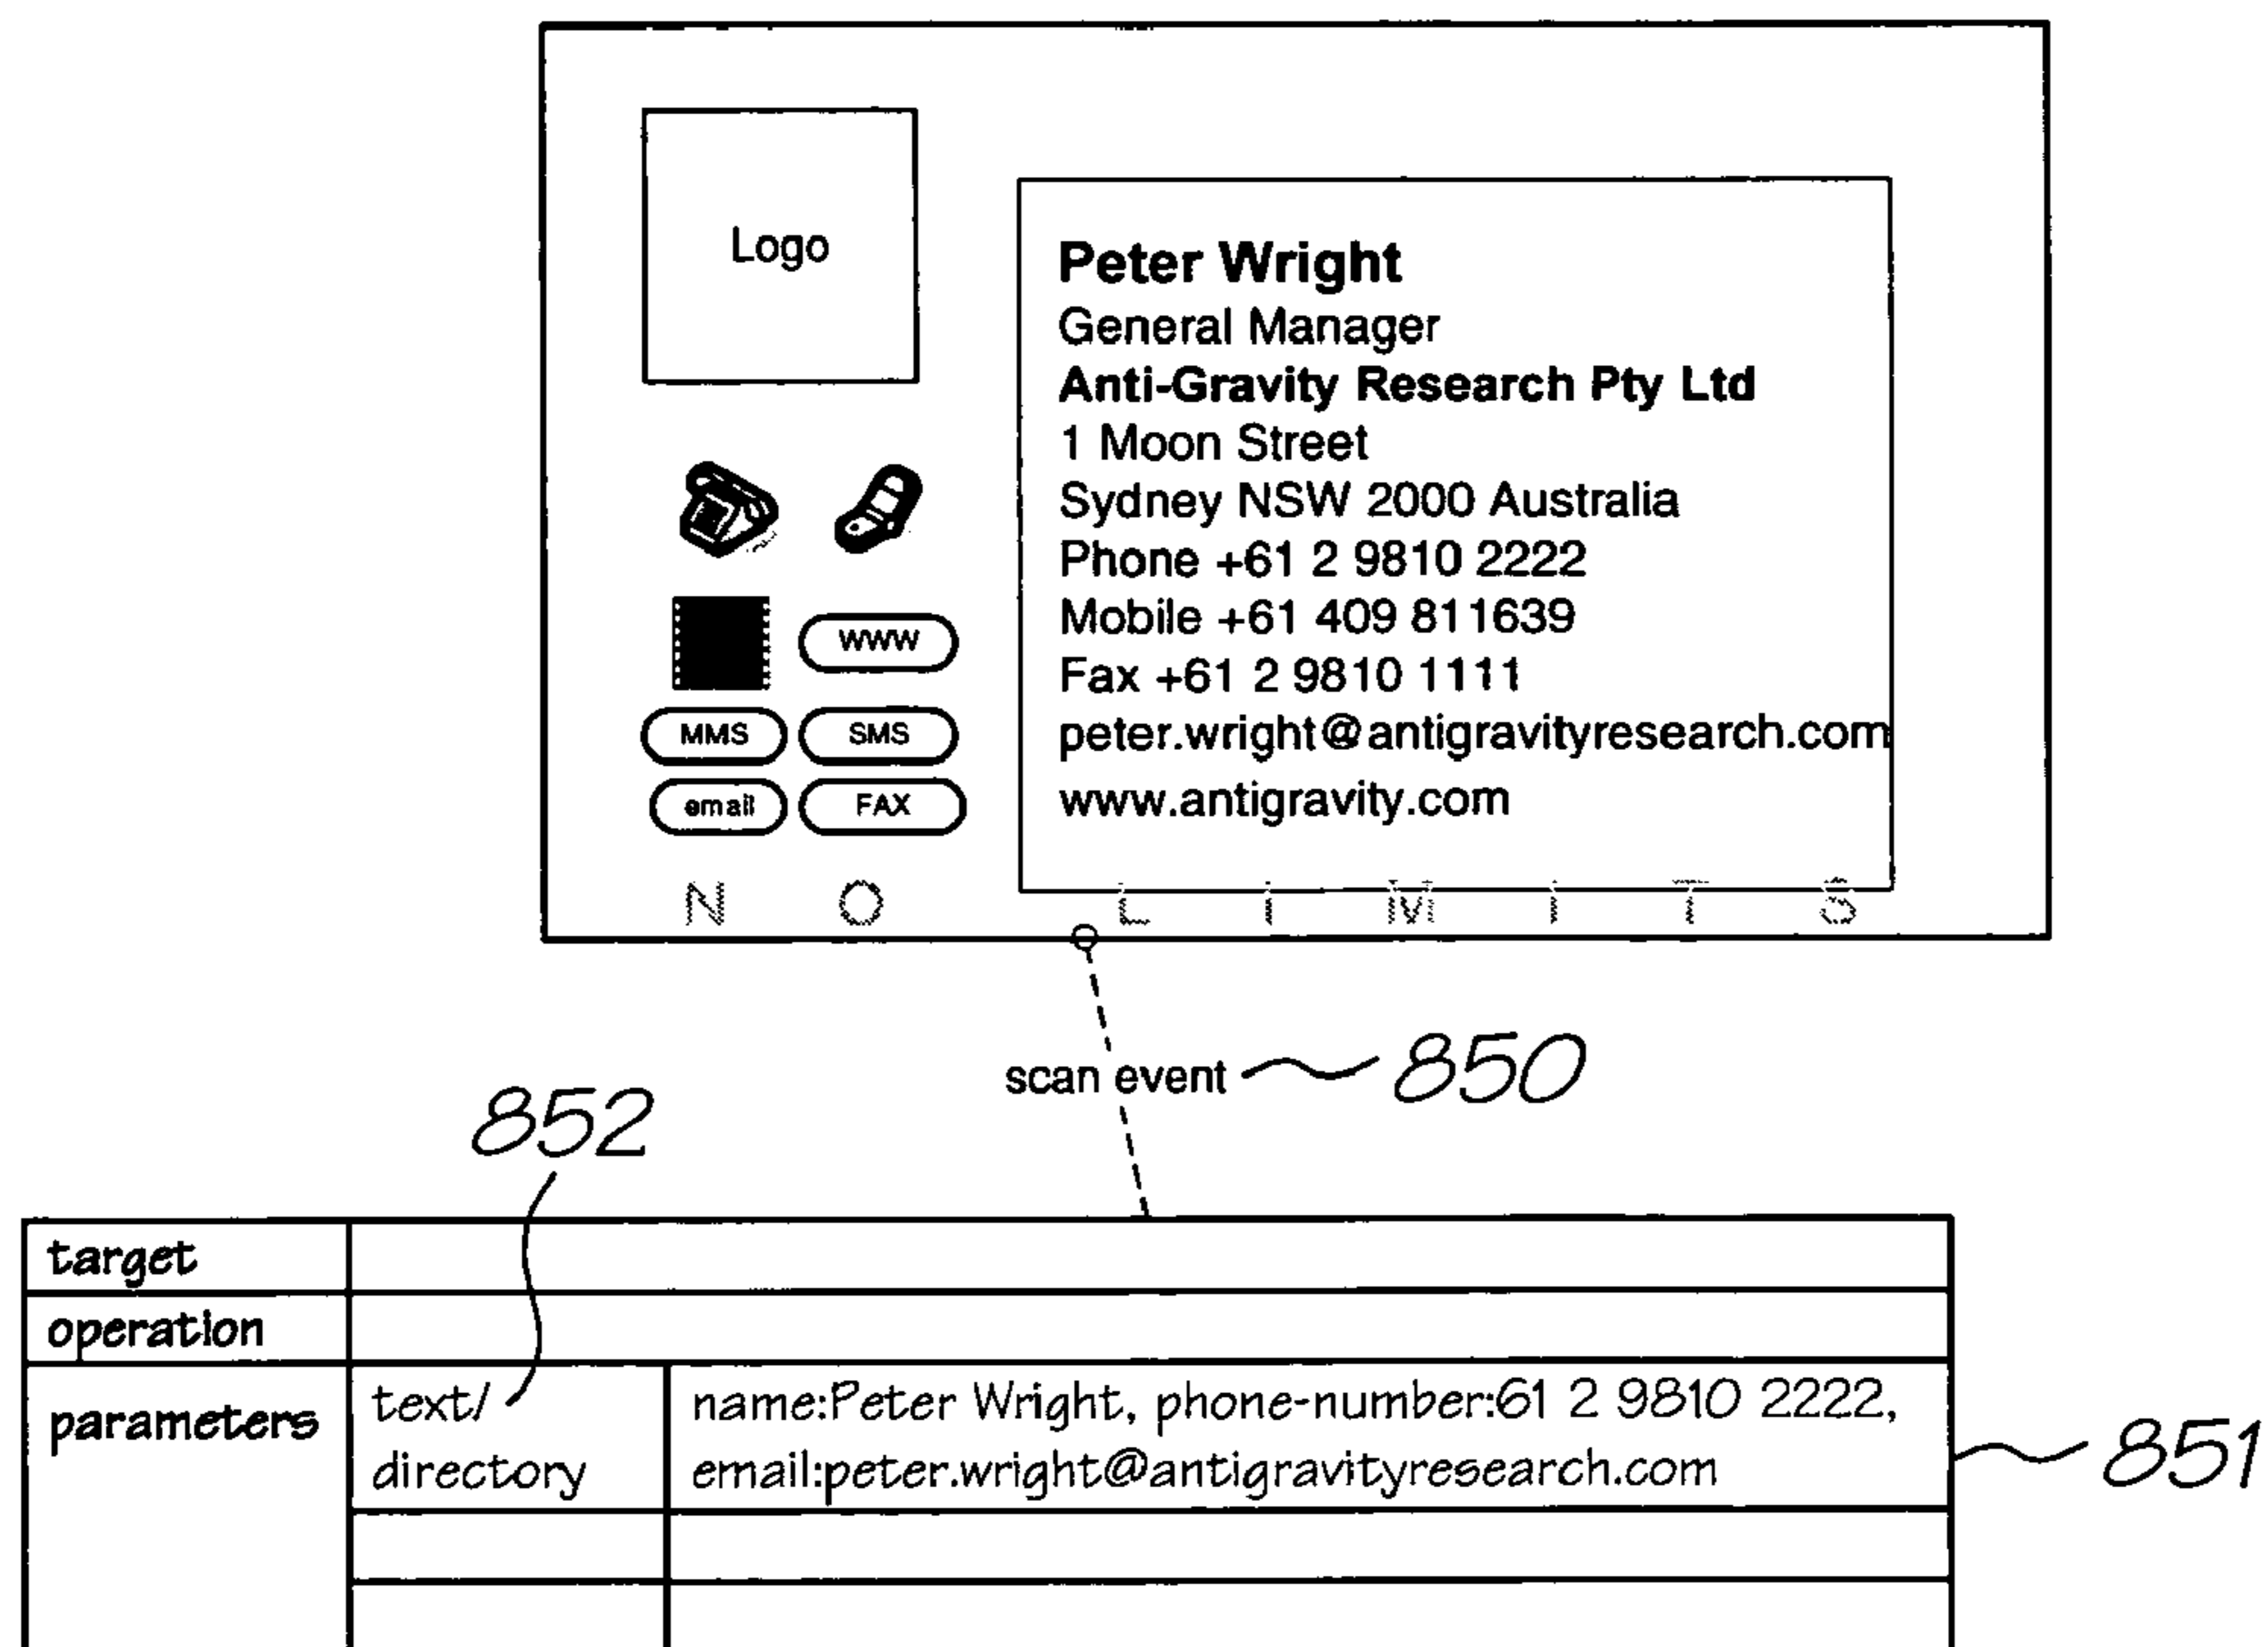 Logo
Peter Wright
General Manager
Anti-Gravity Research Pty Ltd
1 Moon Street
Sydney NSW 2000 Australia
Phone +61 2 9810 2222
Mobile +61 409 811639
Fax +61 2 9810 1111
peter.wright@antigravityresearch.com
www.antigravity.com
WWW
MMS SMS
email FAX
N O L I M I T S
scan event 850
852
target
operation
parameters
text/
directory
name:Peter Wright, phone-number:61 2 9810 2222,
email:peter.wright@antigravityresearch.com
851